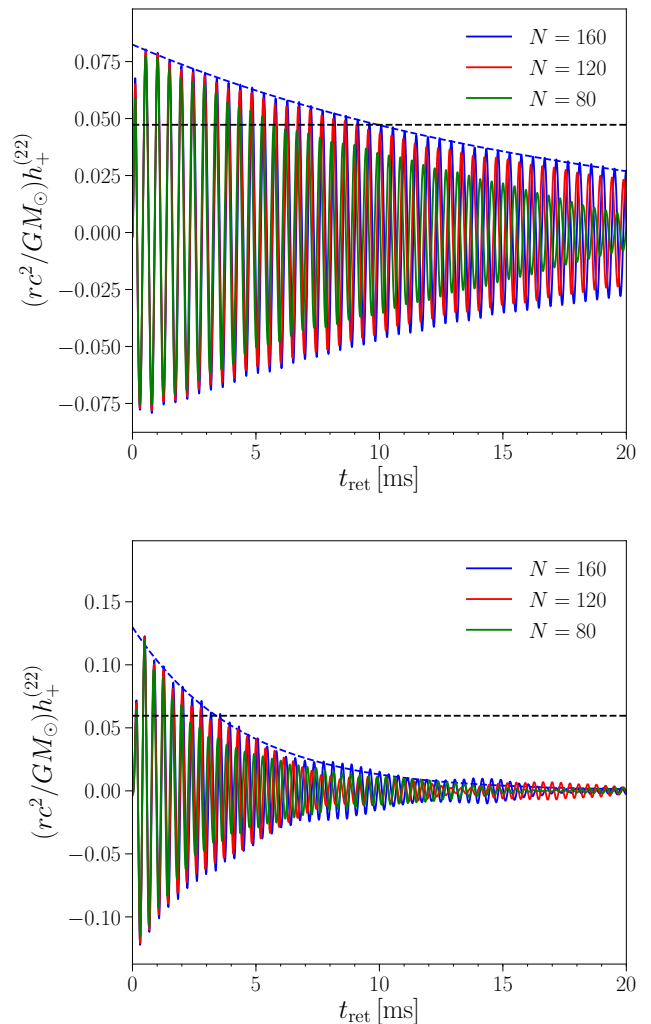 N = 160
N = 120
N = 80
0.075
0.050
0.025
0.000
−0.025
−0.050
−0.075
(rc²/GM⊙)h₊⁽²²⁾
0 5 10 15 20
t_ret [ms]
N = 160
N = 120
N = 80
0.15
0.10
0.05
0.00
−0.05
−0.10
(rc²/GM⊙)h₊⁽²²⁾
0 5 10 15 20
t_ret [ms]